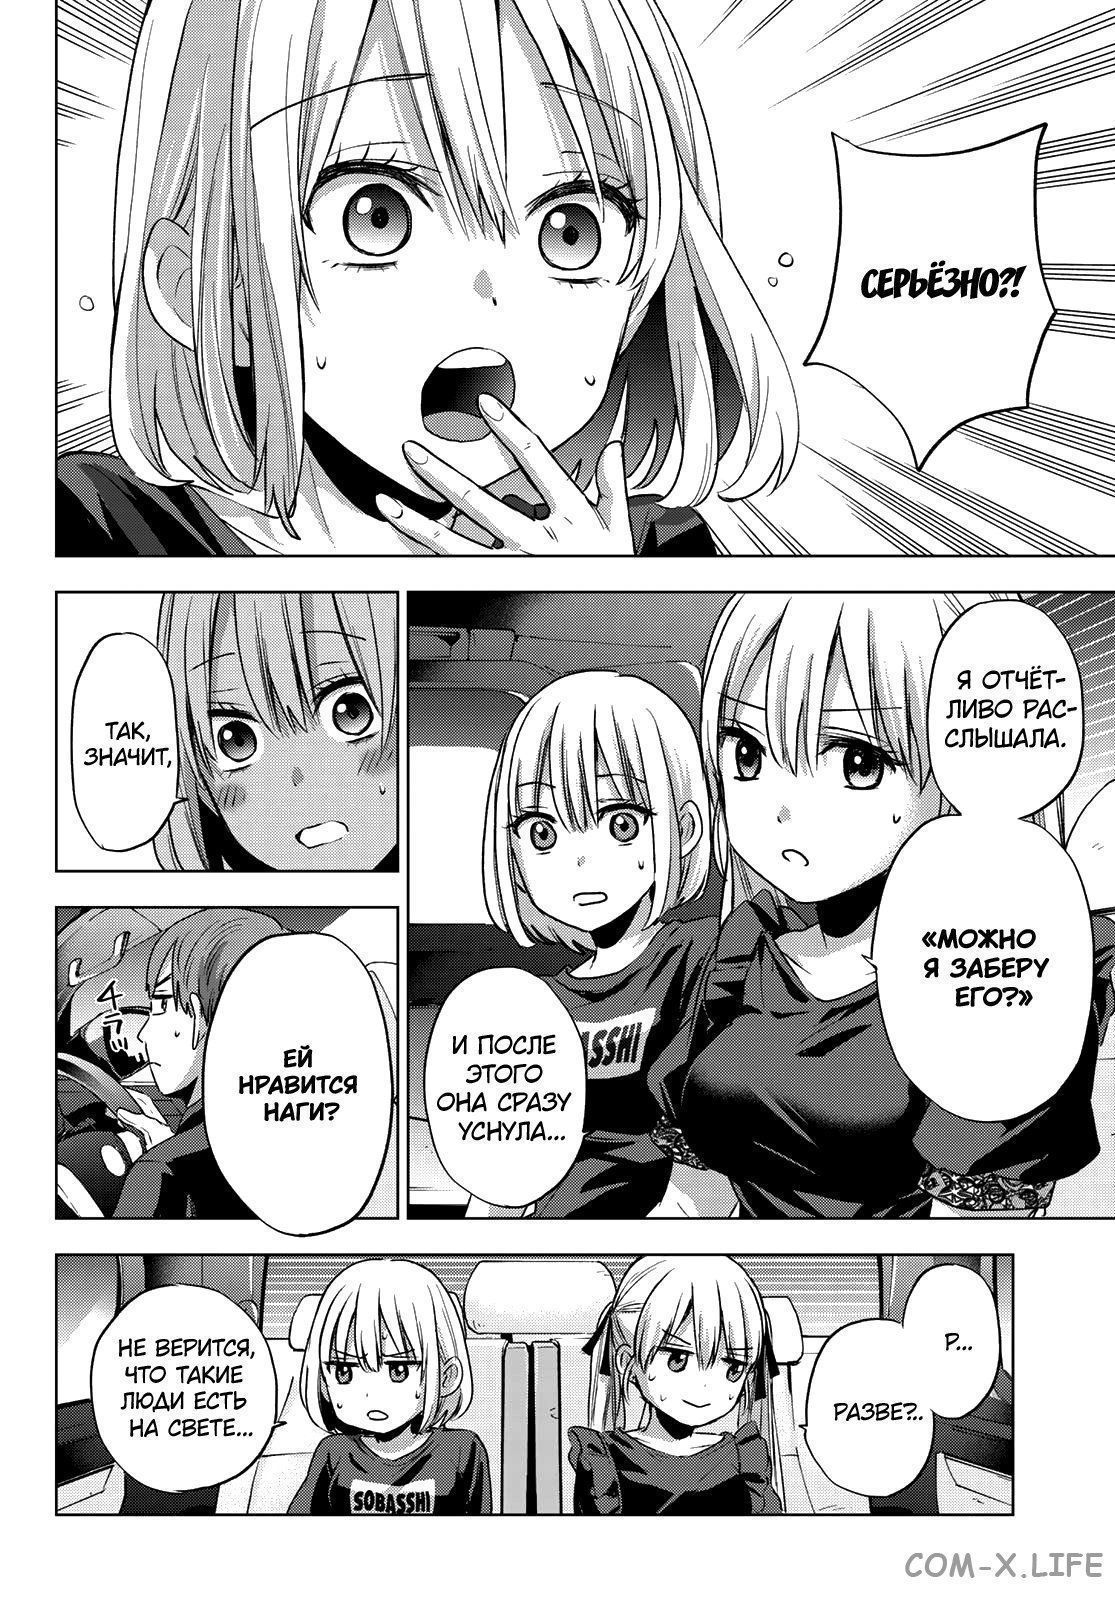 СЕРЬЁЗНО?!
Я ОТЧЁТ-
ЛИВО РАС-
СЛЫШАЛА.
«МОЖНО
Я ЗАБЕРУ
ЕГО?»
ASSHI
И ПОСЛЕ
ЭТОГО
ОНА СРАЗУ
УСНУЛА...
ТАК,
ЗНАЧИТ,
ЕЙ
НРАВИТСЯ
НАГИ?
Р...
РАЗВЕ?..
НЕ ВЕРИТСЯ,
ЧТО ТАКИЕ
ЛЮДИ ЕСТЬ
НА СВЕТЕ...
SOBASSHI
COM-X.LIFE